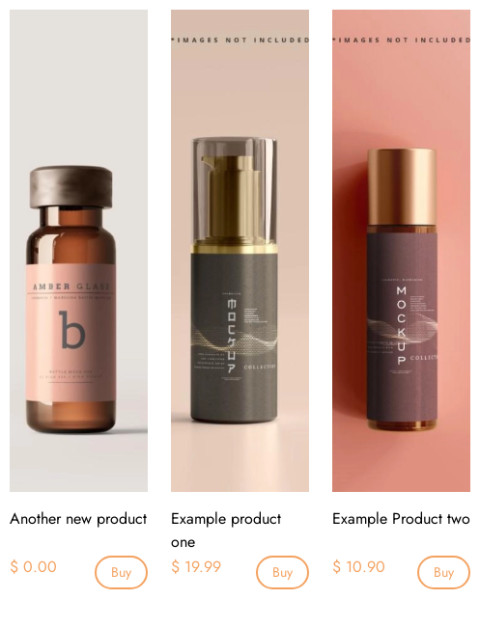 AMBER GLASS
b
Another new product
$ 0.00
Buy
*IMAGES NOT INCLUDED
MOCKUP
COLLECTION
Example product
one
$ 19.99
Buy
*IMAGES NOT INCLUDED
MOCKUP
COLLECT
Example Product two
$ 10.90
Buy